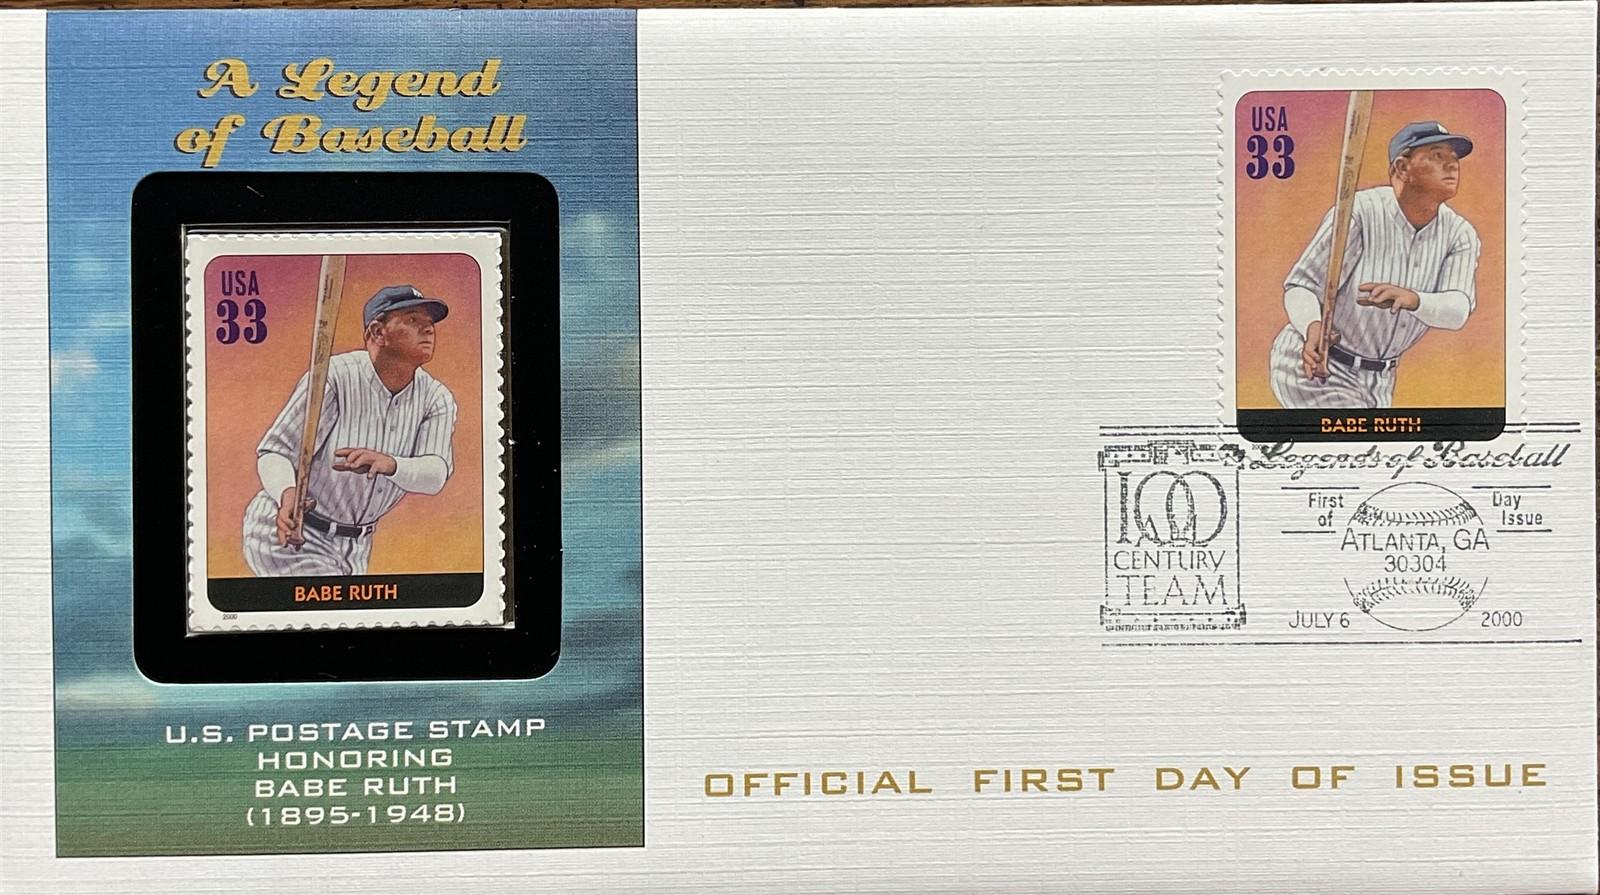 A Legend
of Baseball
USA
33
BABE RUTH
2000
U.S. POSTAGE STAMP
HONORING
BABE RUTH
(1895-1948)
USA
33
BABE RUTH
Legends of Baseball
100
CENTURY
TEAM
First Day
of Issue
ATLANTA, GA
30304
JULY 6 2000
OFFICIAL FIRST DAY OF ISSUE